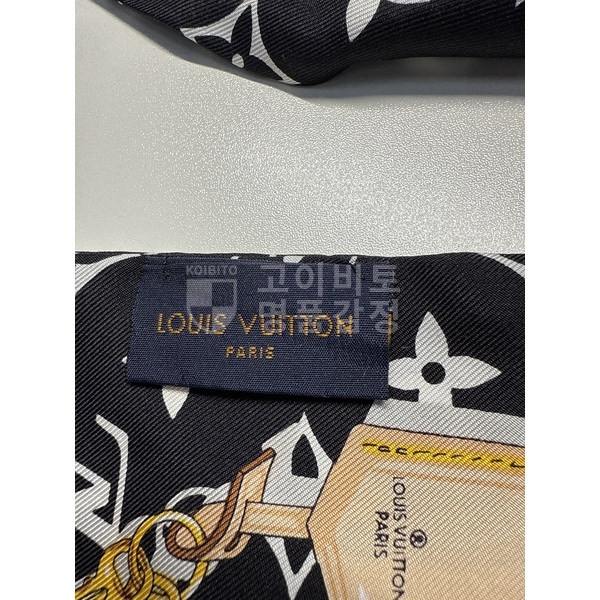 KOIBITO
고이비토
명품감정
LOUIS VUITTON
PARIS
LOUIS VUITTON
®
PARIS